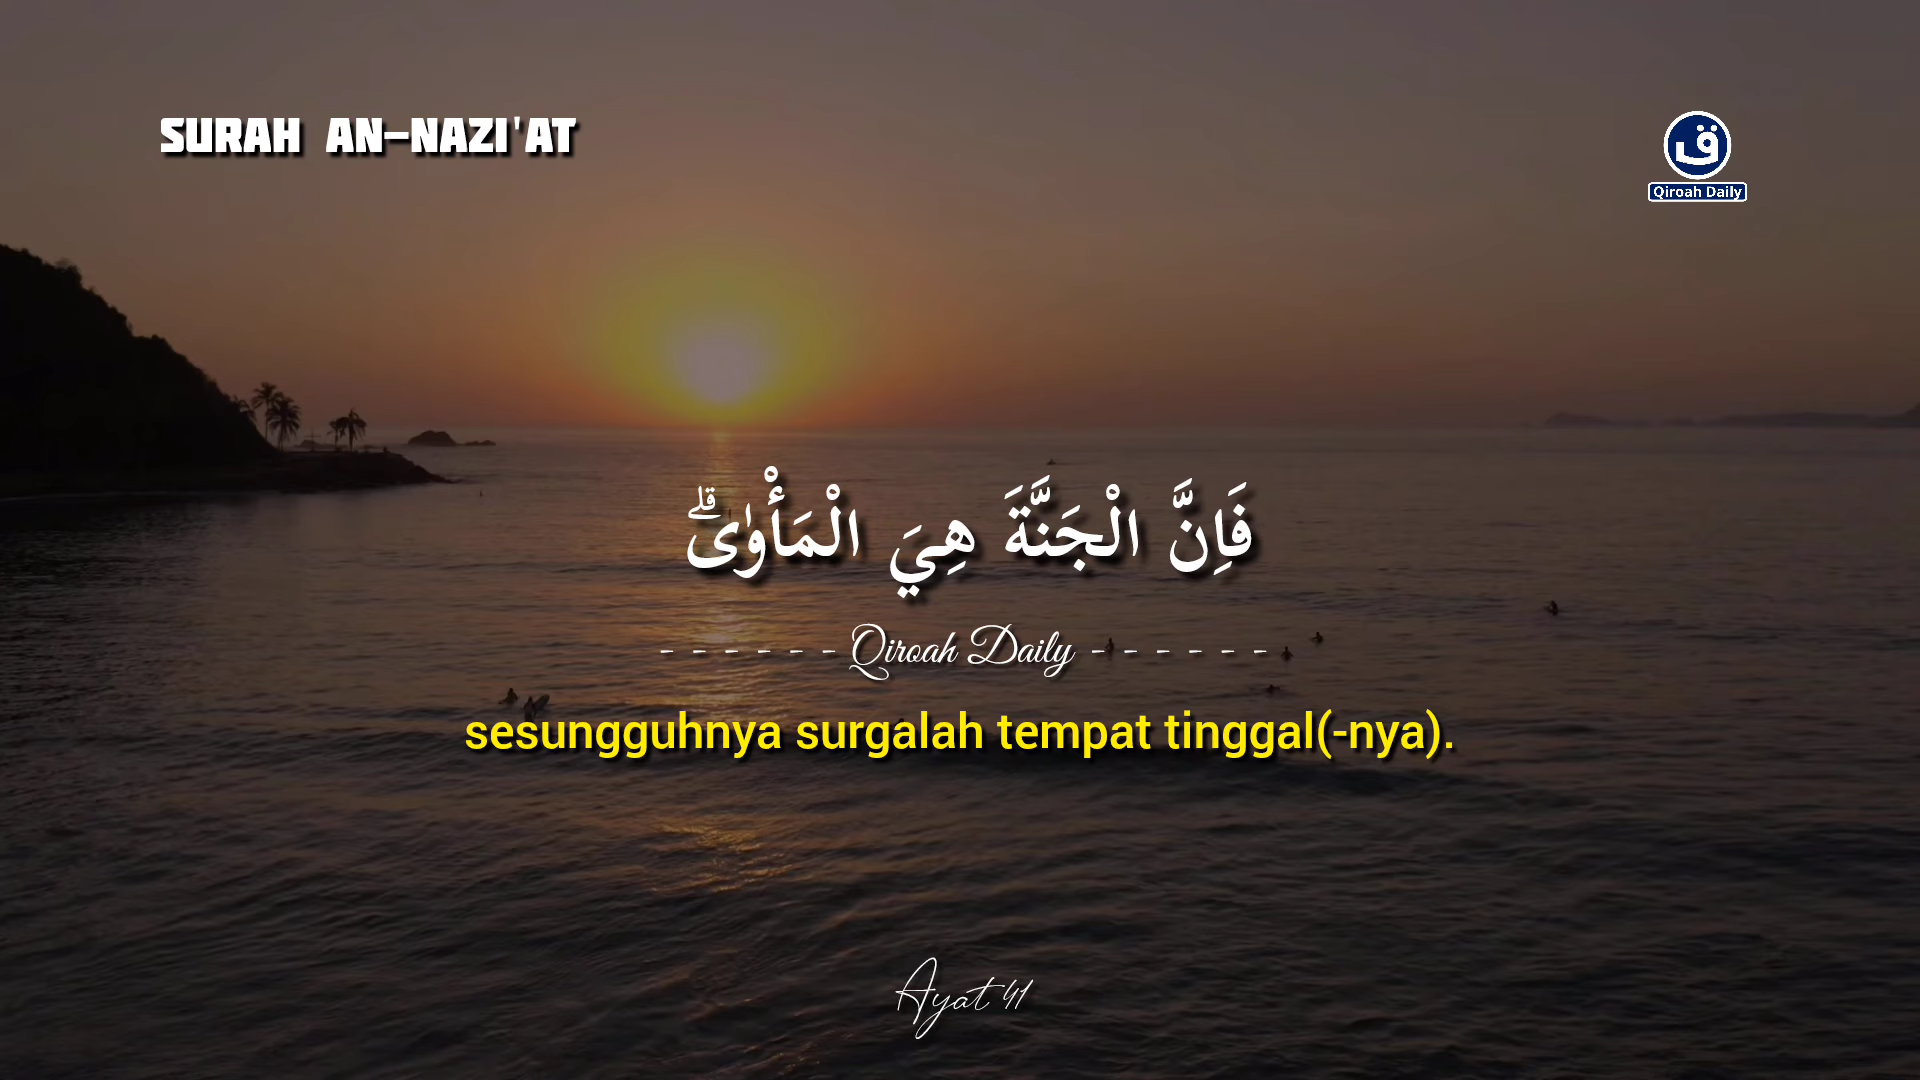 SURAH AN-NAZI'AT
ق
Qiroah Daily
فَاِنَّ الْجَنَّةَ هِيَ الْمَأْوٰىۗ
- - - - - - Qiroah Daily - - - - - -
sesungguhnya surgalah tempat tinggal(-nya).
Ayat 41